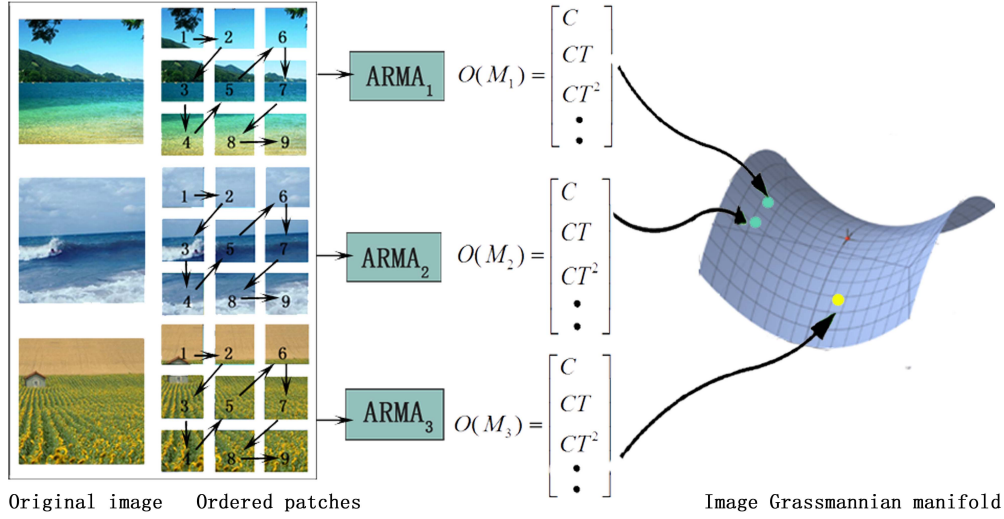 1 2 6
3 5 7
4 8 9
ARMA₁
O(M₁) =
C
CT
CT²
1 2 6
3 5 7
4 8 9
ARMA₂
O(M₂) =
C
CT
CT²
1 2 6
3 5 7
4 8 9
ARMA₃
O(M₃) =
C
CT
CT²
Original image
Ordered patches
Image Grassmannian manifold